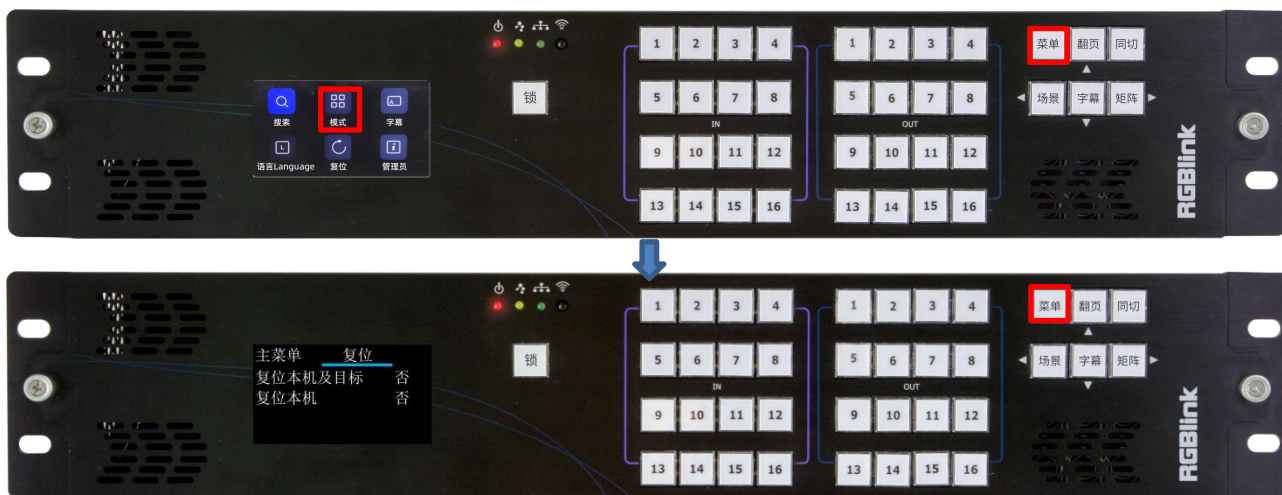 1 2 3 4
1 2 3 4
菜单 翻页 同切
搜索 模式 字幕
锁
5 6 7 8
5 6 7 8
场景 字幕 矩阵
IN
OUT
语言Language 复位 管理员
9 10 11 12
9 10 11 12
13 14 15 16
13 14 15 16
RGBlink
1 2 3 4
1 2 3 4
菜单 翻页 同切
主菜单 复位
复位本机及目标 否
复位本机 否
锁
5 6 7 8
5 6 7 8
场景 字幕 矩阵
IN
OUT
9 10 11 12
9 10 11 12
13 14 15 16
13 14 15 16
RGBlink